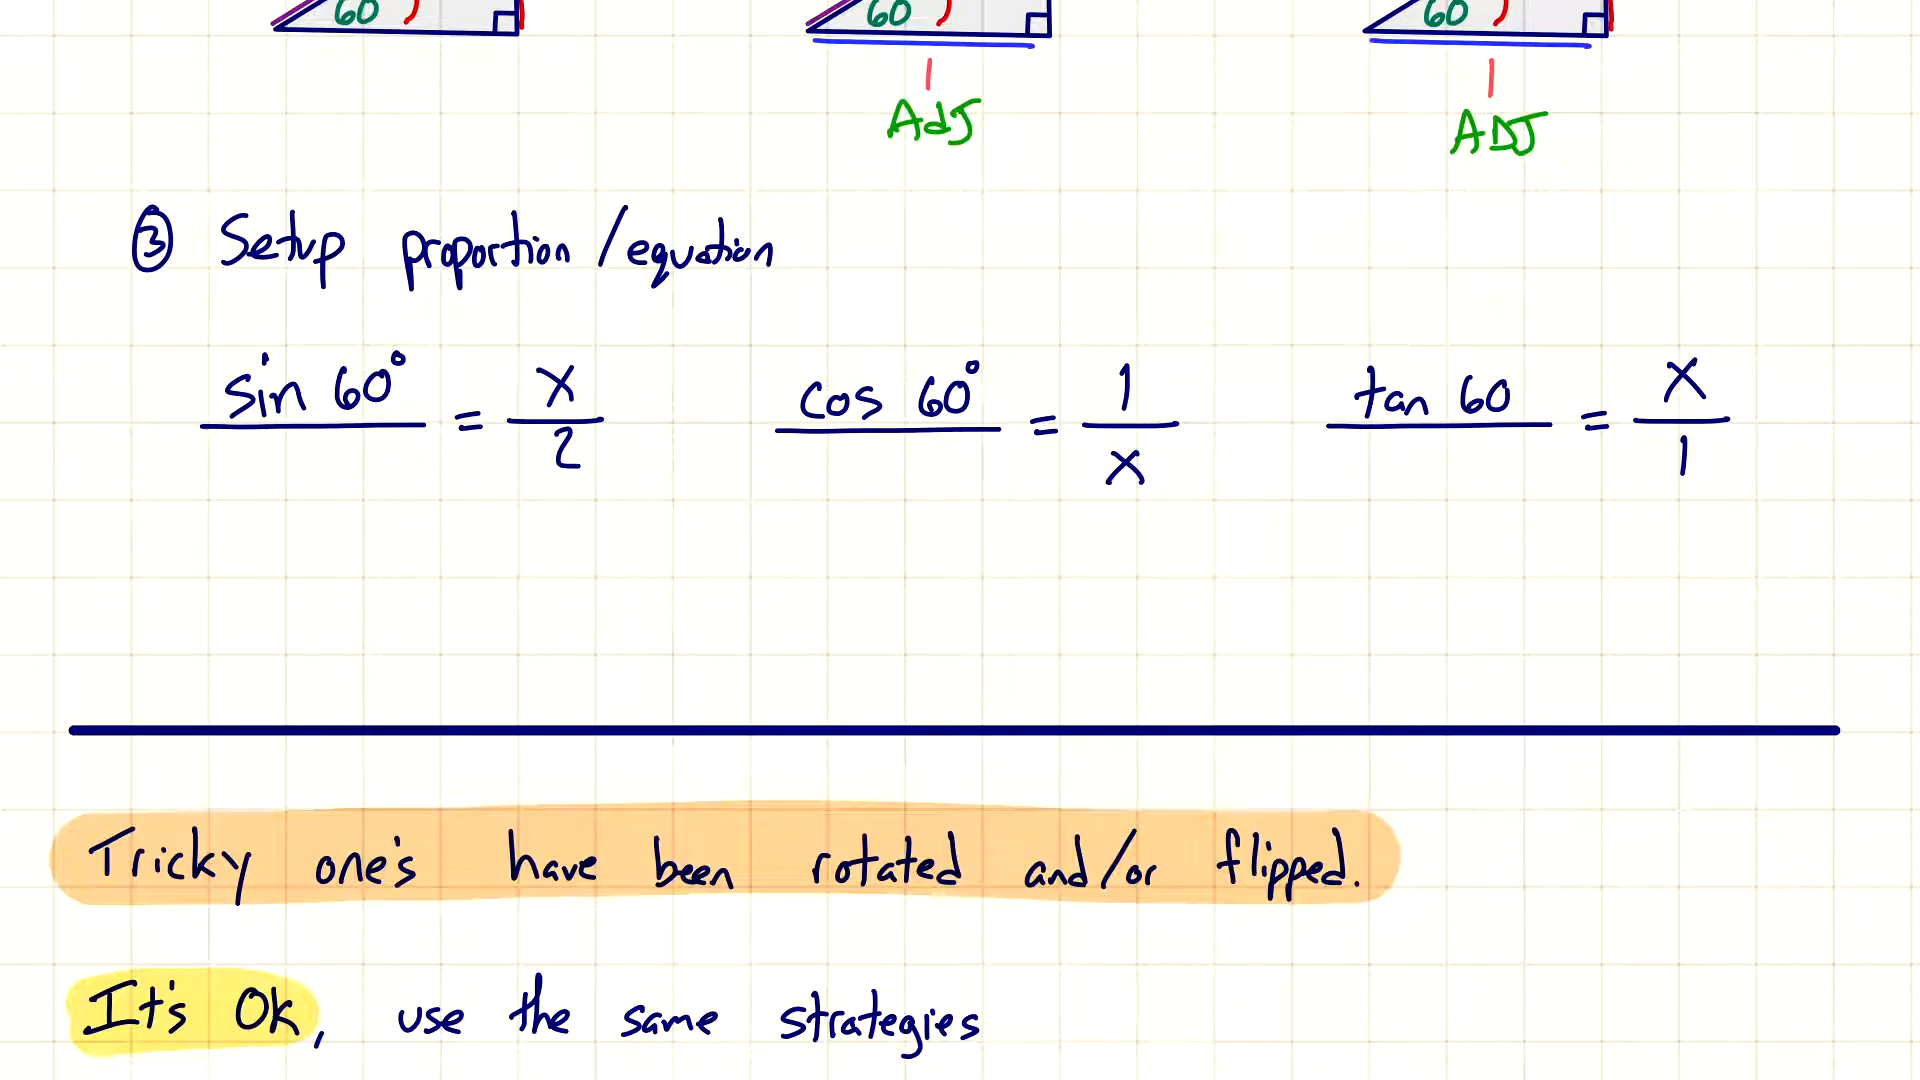 60 60 60
AdJ ADJ
③ Setup proportion/equation
sin 60° = x/2 cos 60° = 1/x tan 60 = x/1
Tricky one's have been rotated and/or flipped.
It's Ok, use the same strategies